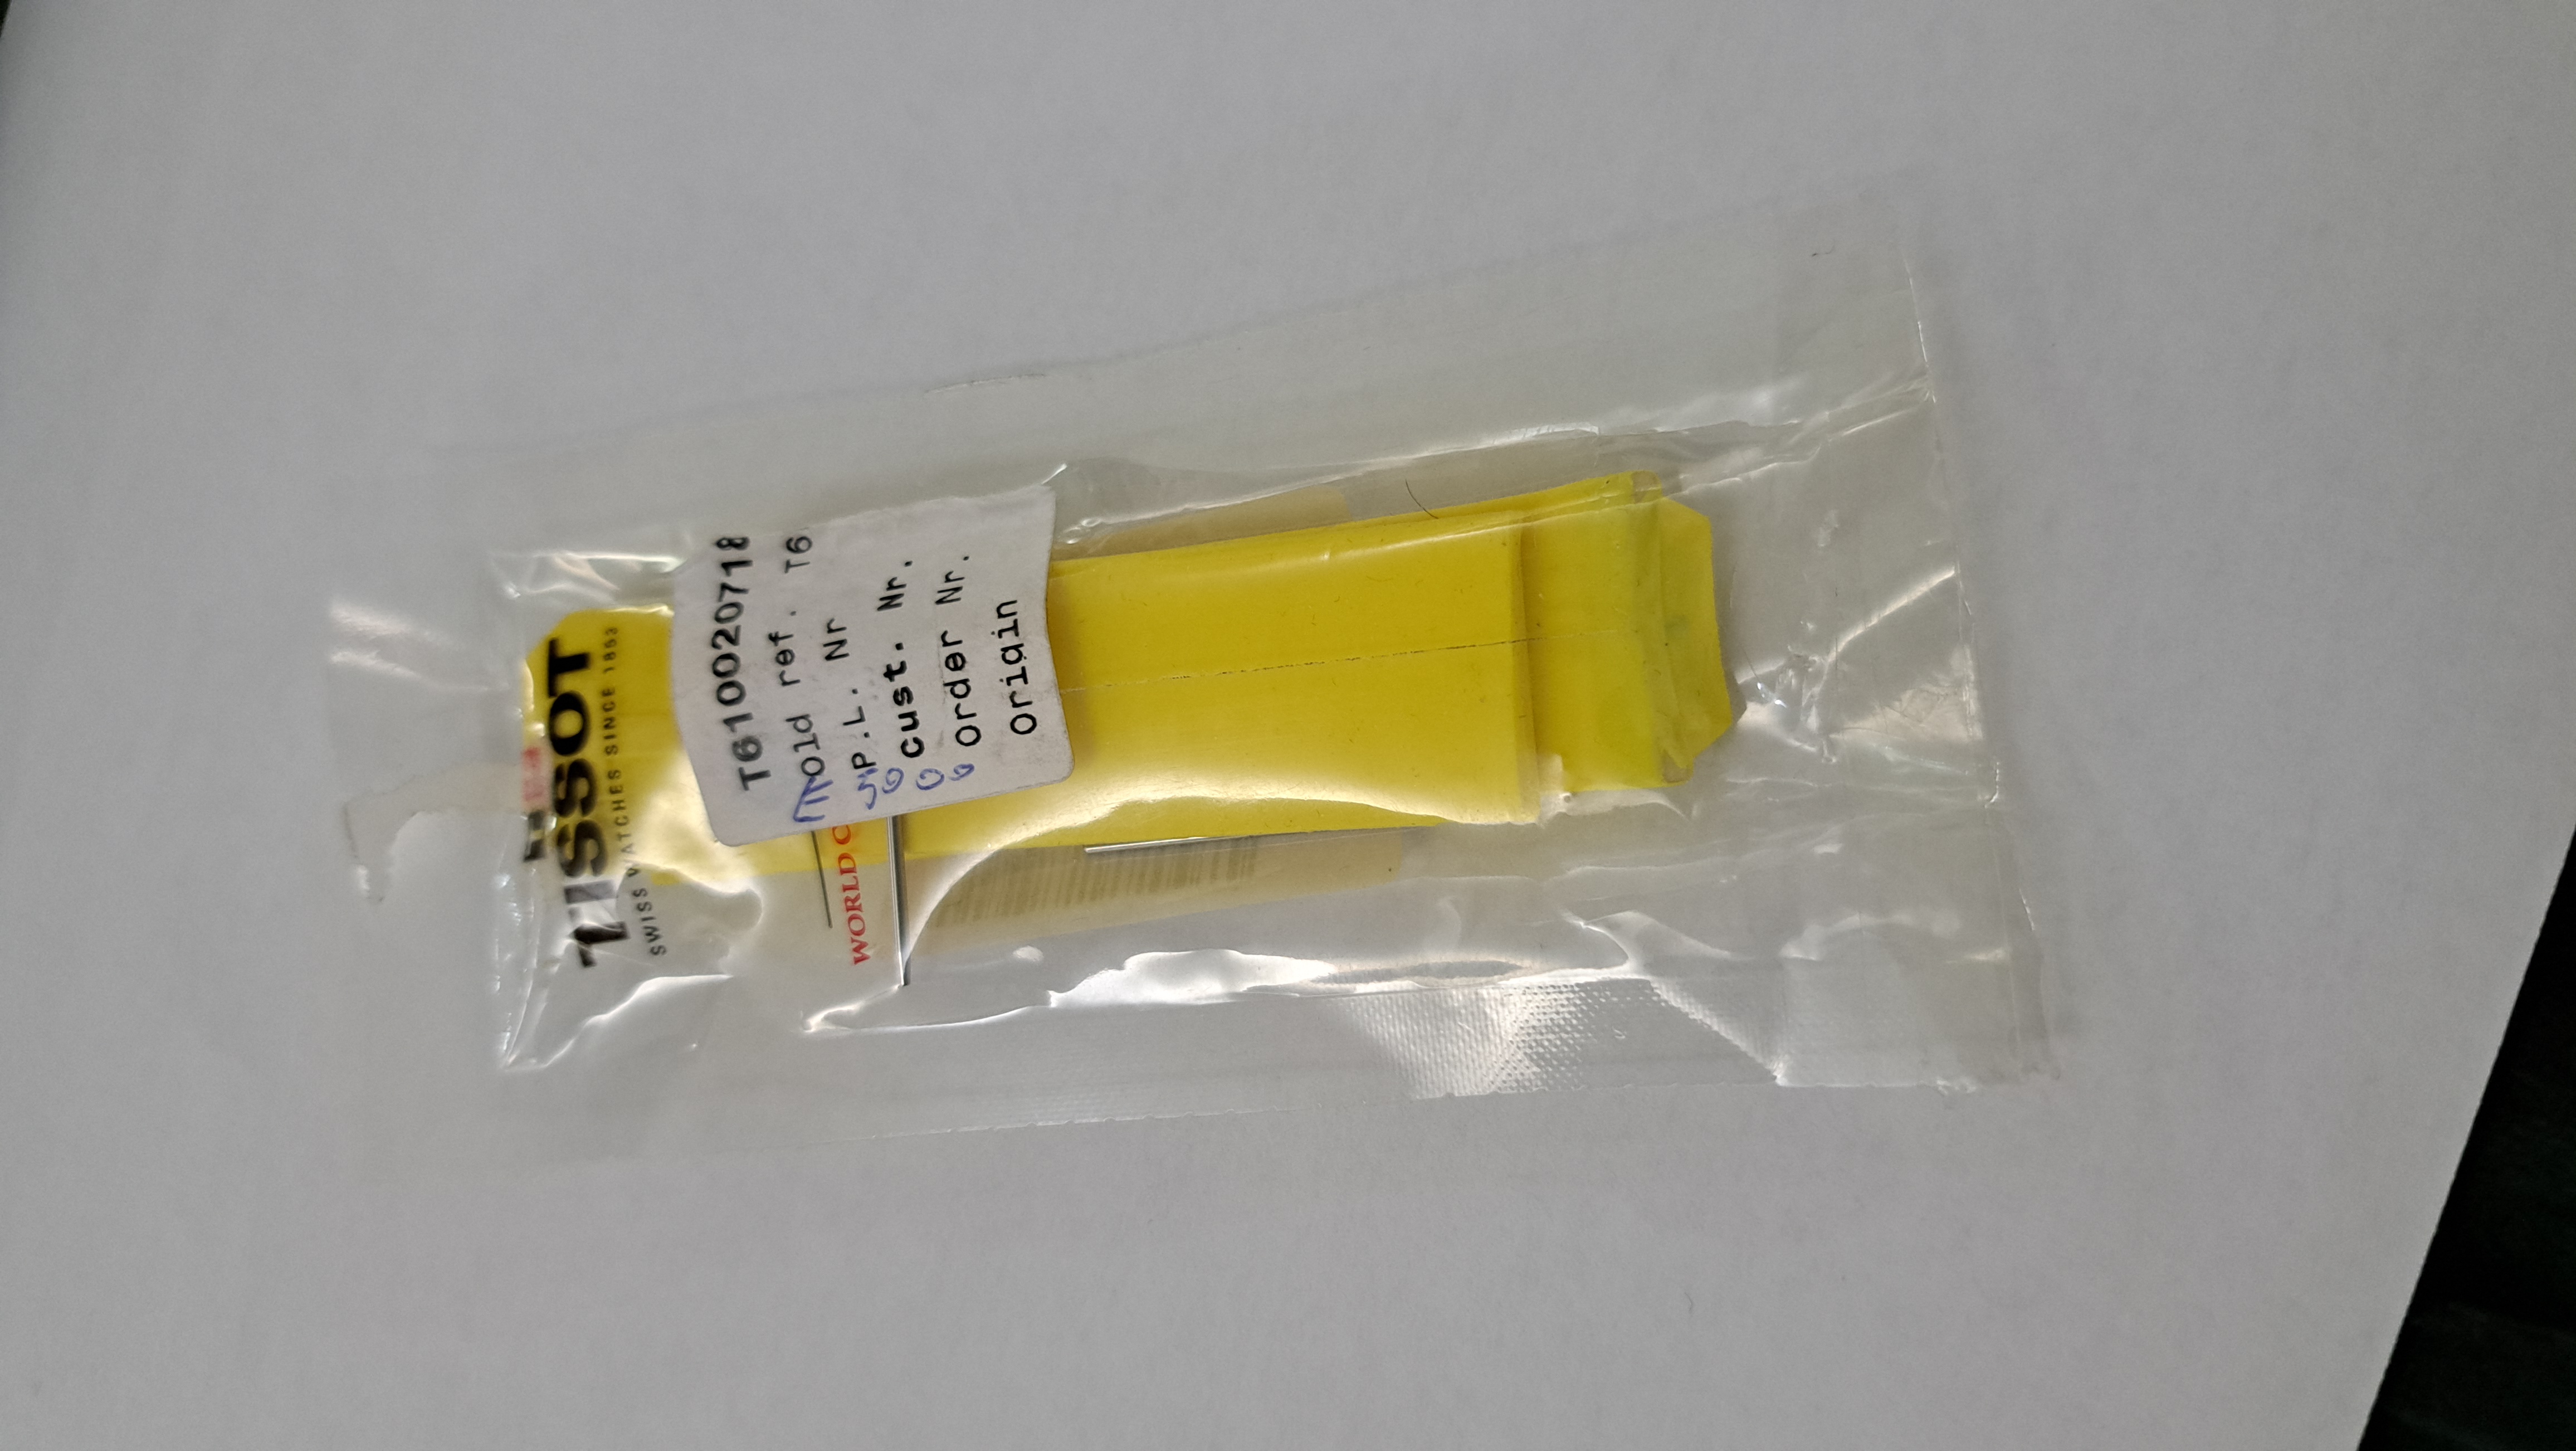 TISSOT
SWISS WATCHES SINCE 1853
T610020718
Old ref. T6
P.L. Nr
Cust. Nr.
Order Nr.
Origin
WORLD C